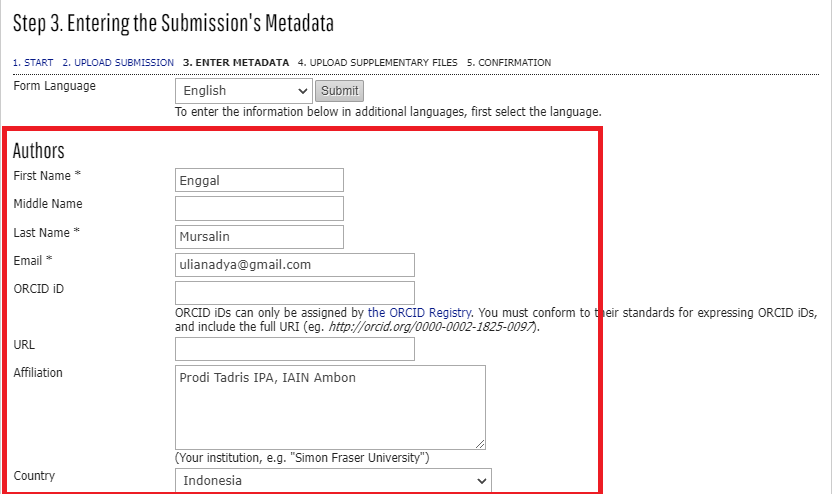 Step 3. Entering the Submission's Metadata
1. START 2. UPLOAD SUBMISSION 3. ENTER METADATA 4. UPLOAD SUPPLEMENTARY FILES 5. CONFIRMATION
Form Language English Submit
To enter the information below in additional languages, first select the language.
Authors
First Name * Enggal
Middle Name
Last Name * Mursalin
Email * ulianadya@gmail.com
ORCID iD
ORCID iDs can only be assigned by the ORCID Registry. You must conform to their standards for expressing ORCID iDs,
and include the full URI (eg. http://orcid.org/0000-0002-1825-0097).
URL
Affiliation Prodi Tadris IPA, IAIN Ambon
(Your institution, e.g. "Simon Fraser University")
Country Indonesia